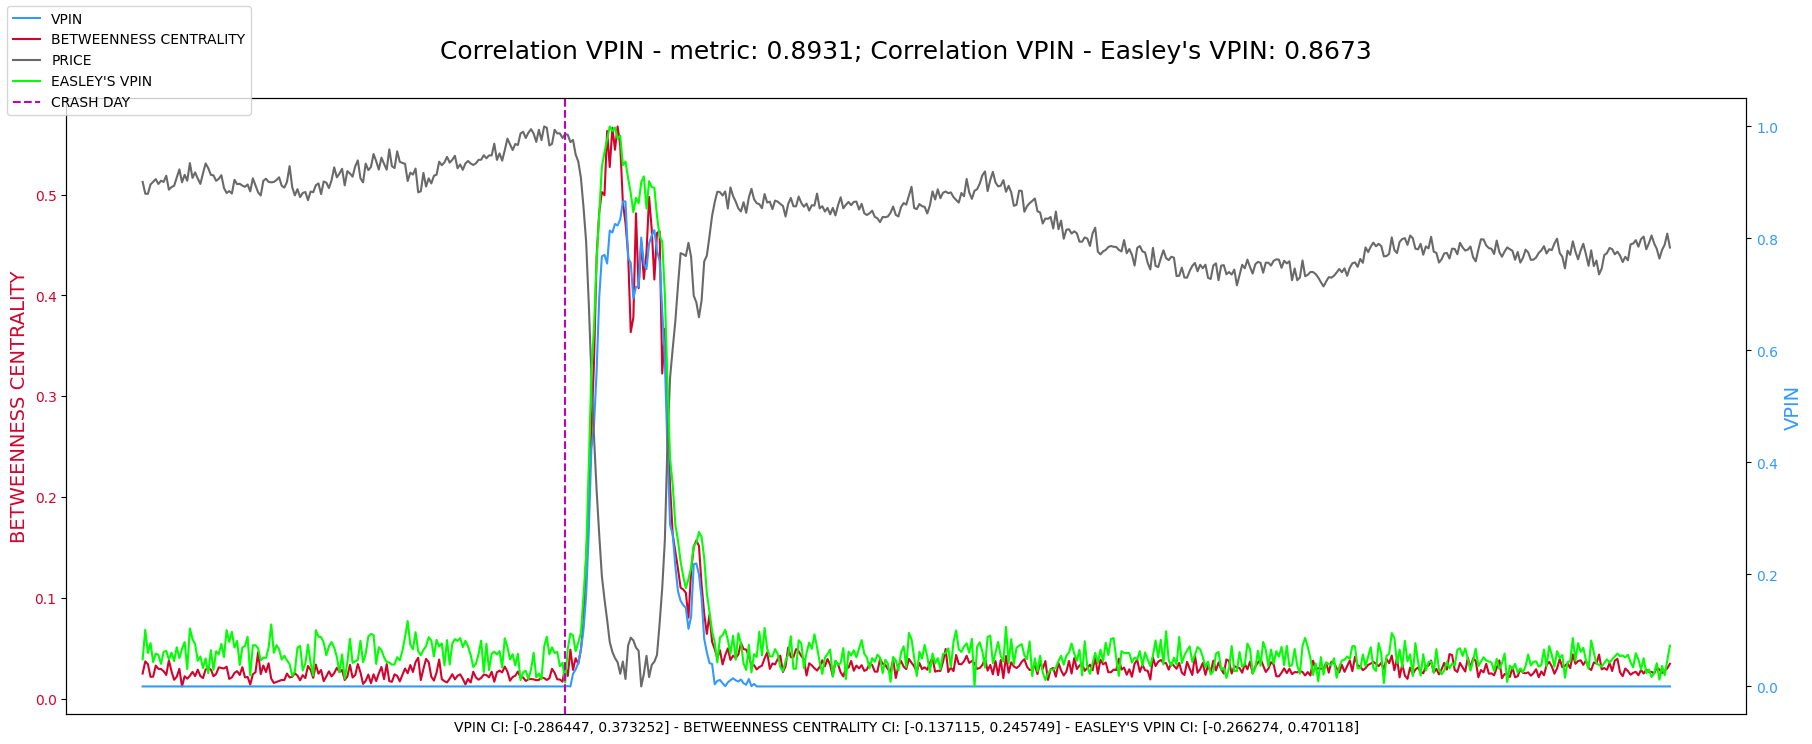 VPIN
BETWEENNESS CENTRALITY
PRICE
EASLEY'S VPIN
CRASH DAY
Correlation VPIN - metric: 0.8931; Correlation VPIN - Easley's VPIN: 0.8673
BETWEENNESS CENTRALITY
0.5
0.4
0.3
0.2
0.1
0.0
1.0
0.8
0.6
0.4
0.2
0.0
VPIN
VPIN CI: [-0.286447, 0.373252] - BETWEENNESS CENTRALITY CI: [-0.137115, 0.245749] - EASLEY'S VPIN CI: [-0.266274, 0.470118]